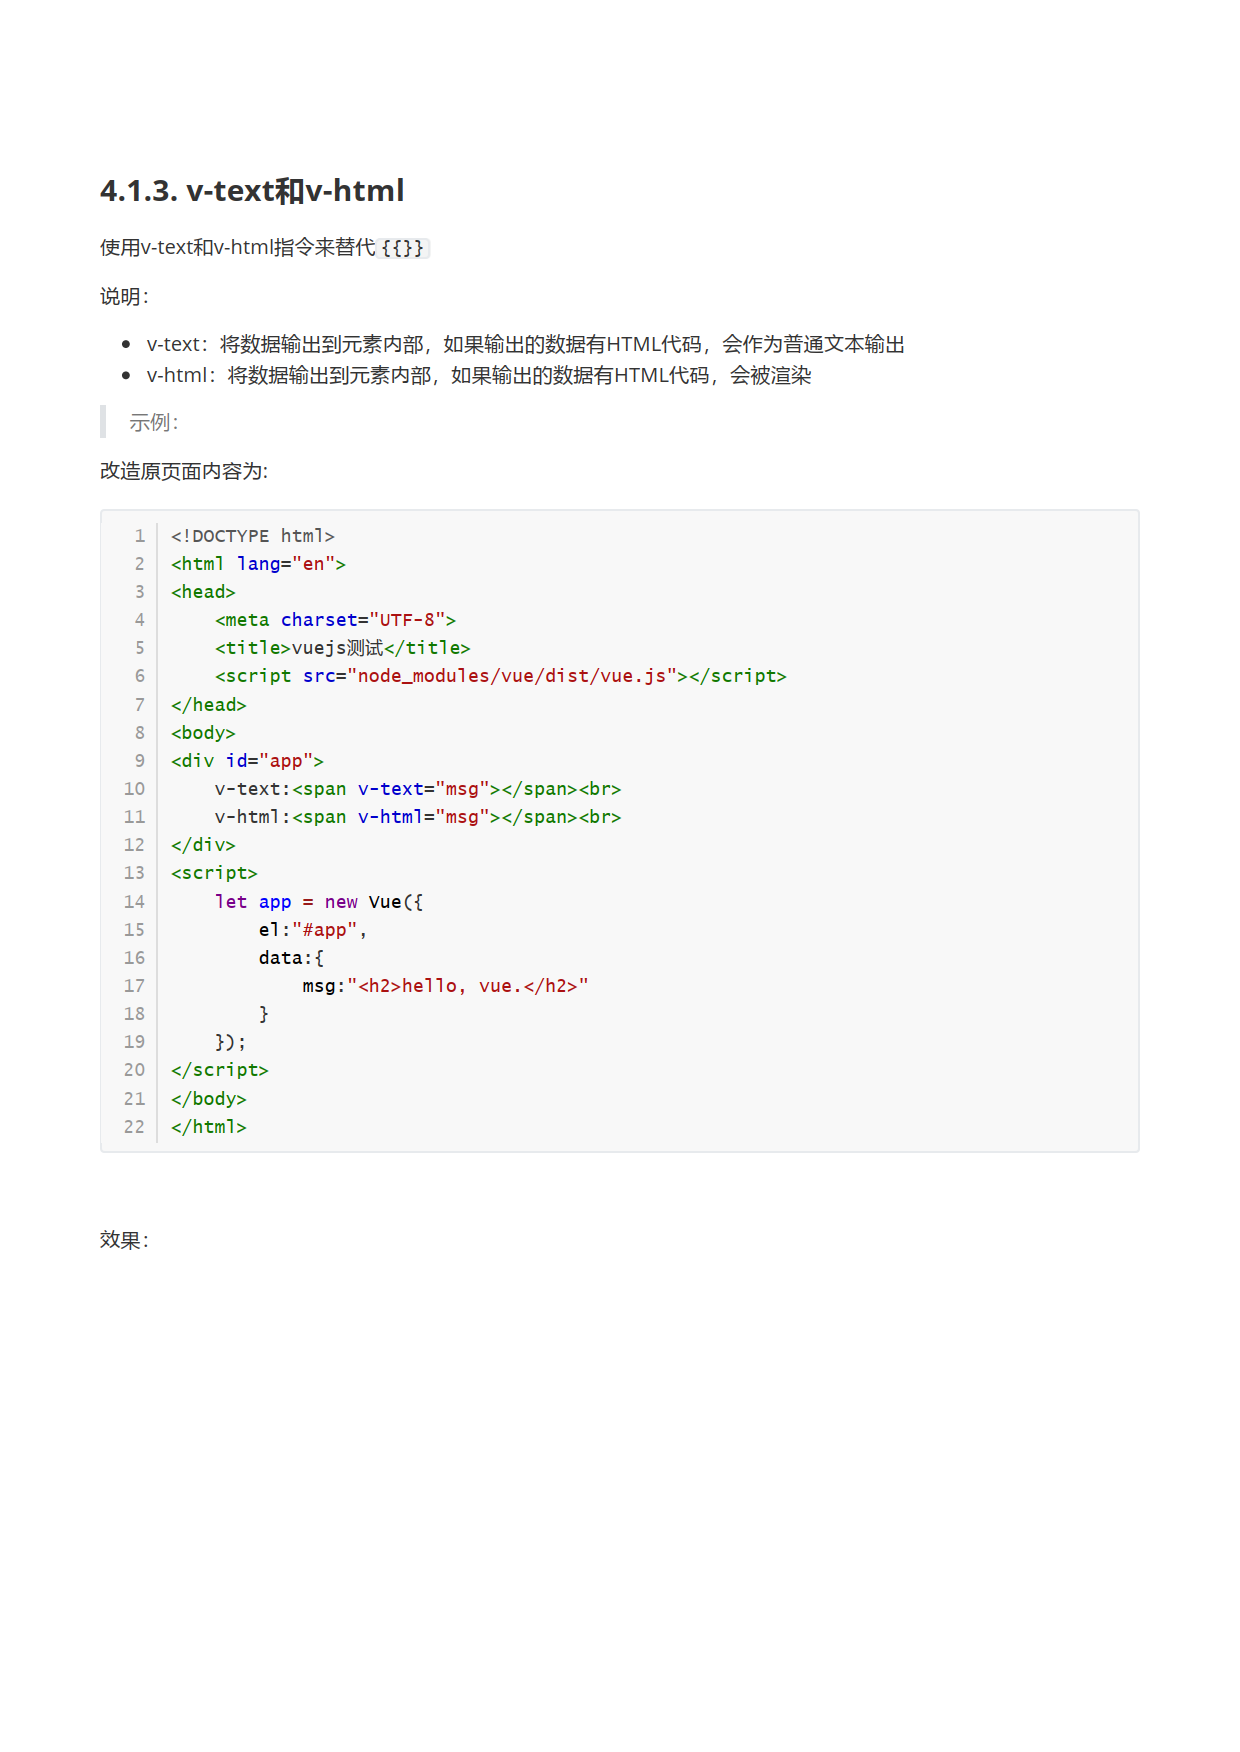 4.1.3. v-text和v-html
使用v-text和v-html指令来替代{{}}
说明：
• v-text：将数据输出到元素内部，如果输出的数据有HTML代码，会作为普通文本输出
• v-html：将数据输出到元素内部，如果输出的数据有HTML代码，会被渲染
示例：
改造原页面内容为:
1 <!DOCTYPE html>
2 <html lang="en">
3 <head>
4     <meta charset="UTF-8">
5     <title>vuejs测试</title>
6     <script src="node_modules/vue/dist/vue.js"></script>
7 </head>
8 <body>
9 <div id="app">
10     v-text:<span v-text="msg"></span><br>
11     v-html:<span v-html="msg"></span><br>
12 </div>
13 <script>
14     let app = new Vue({
15         el:"#app",
16         data:{
17             msg:"<h2>hello, vue.</h2>"
18         }
19     });
20 </script>
21 </body>
22 </html>
效果：